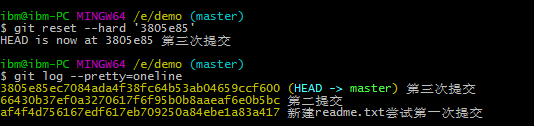 ibm@ibm-PC MINGW64 /e/demo (master)
$ git reset --hard '3805e85'
HEAD is now at 3805e85 第三次提交
ibm@ibm-PC MINGW64 /e/demo (master)
$ git log --pretty=oneline
3805e85ec7084ada4f38fc64b53ab04659ccf600 (HEAD -> master) 第三次提交
66430b37ef0a3270617f6f95b0b8aaeaf6e0b5bc 第二提交
af4f4d756167edf617eb709250a84ebe1a83a417 新建readme.txt尝试第一次提交